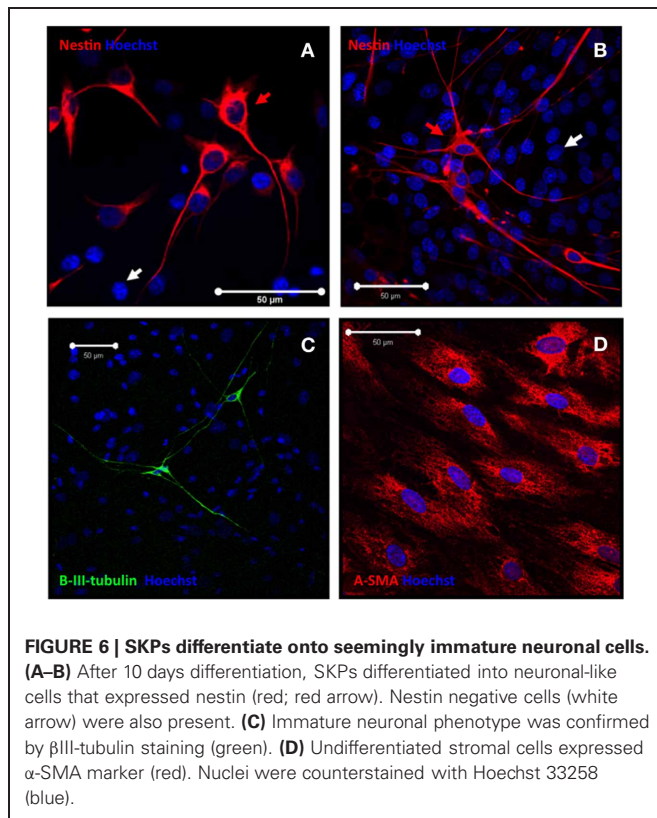 Nestin Hoechst A
50 µm
Nestin Hoechst B
50 µm
50 µm
C
B-III-tubulin Hoechst
50 µm
D
A-SMA Hoechst
FIGURE 6 | SKPs differentiate onto seemingly immature neuronal cells.
(A–B) After 10 days differentiation, SKPs differentiated into neuronal-like
cells that expressed nestin (red; red arrow). Nestin negative cells (white
arrow) were also present. (C) Immature neuronal phenotype was confirmed
by βIII-tubulin staining (green). (D) Undifferentiated stromal cells expressed
α-SMA marker (red). Nuclei were counterstained with Hoechst 33258
(blue).